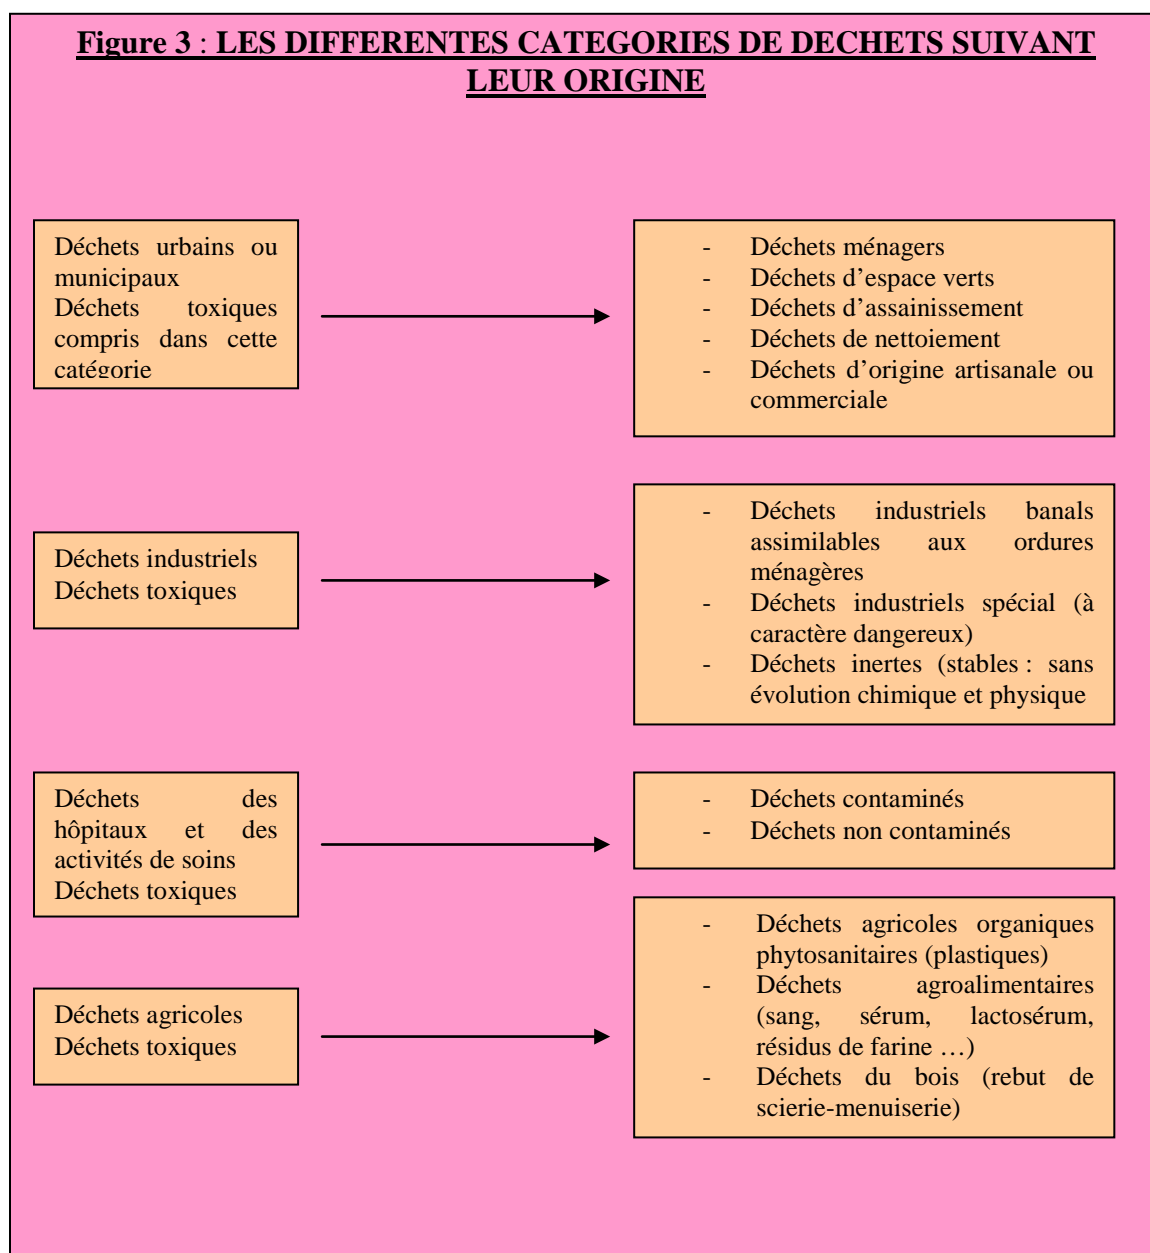 Figure 3 : LES DIFFERENTES CATEGORIES DE DECHETS SUIVANT
LEUR ORIGINE
Déchets urbains ou
municipaux
Déchets toxiques
compris dans cette
catégorie
- Déchets ménagers
- Déchets d'espace verts
- Déchets d'assainissement
- Déchets de nettoiement
- Déchets d'origine artisanale ou
commerciale
Déchets industriels
Déchets toxiques
- Déchets industriels banals
assimilables aux ordures
ménagères
- Déchets industriels spécial (à
caractère dangereux)
- Déchets inertes (stables : sans
évolution chimique et physique
Déchets des
hôpitaux et des
activités de soins
Déchets toxiques
- Déchets contaminés
- Déchets non contaminés
Déchets agricoles
Déchets toxiques
- Déchets agricoles organiques
phytosanitaires (plastiques)
- Déchets agroalimentaires
(sang, sérum, lactosérum,
résidus de farine …)
- Déchets du bois (rebut de
scierie-menuiserie)